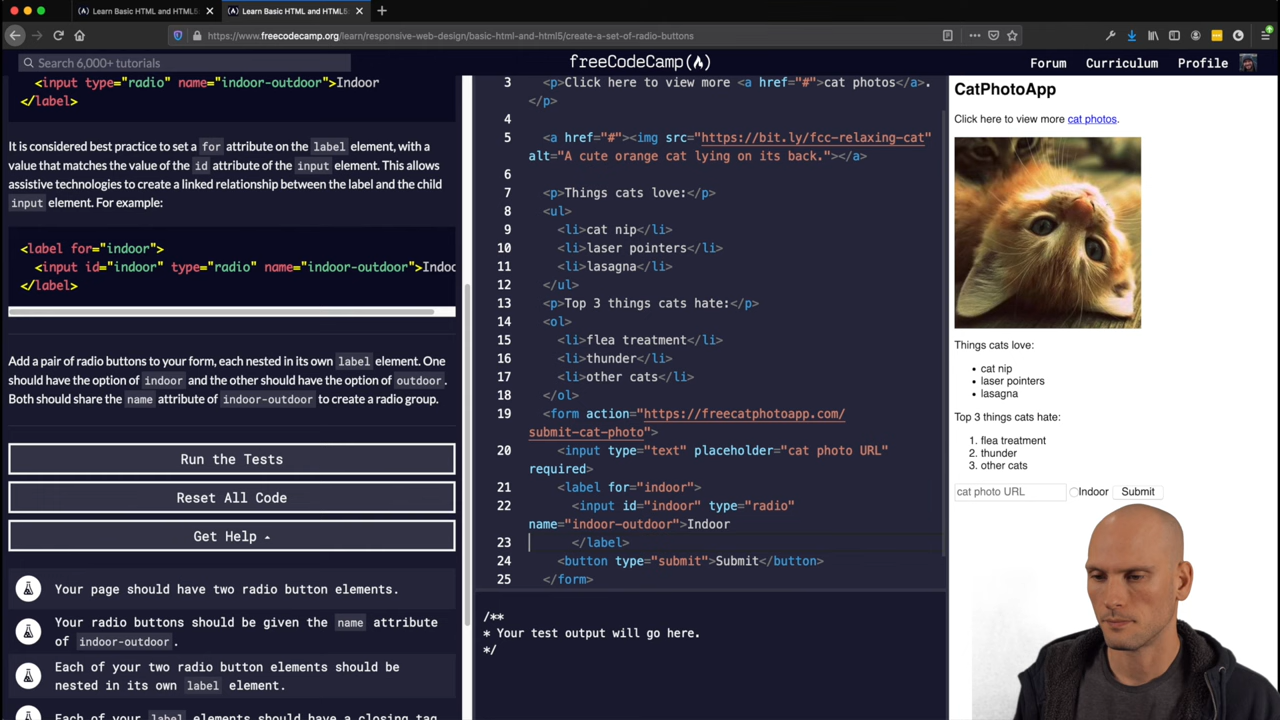 Learn Basic HTML and HTML5
Learn Basic HTML and HTML5
https://www.freecodecamp.org/learn/responsive-web-design/basic-html-and-html5/create-a-set-of-radio-buttons
Search 6,000+ tutorials
freeCodeCamp
Forum
Curriculum
Profile
<input type="radio" name="indoor-outdoor">Indoor
</label>
It is considered best practice to set a for attribute on the label element, with a
value that matches the value of the id attribute of the input element. This allows
assistive technologies to create a linked relationship between the label and the child
input element. For example:
<label for="indoor">
<input id="indoor" type="radio" name="indoor-outdoor">Indoo
</label>
Add a pair of radio buttons to your form, each nested in its own label element. One
should have the option of indoor and the other should have the option of outdoor.
Both should share the name attribute of indoor-outdoor to create a radio group.
Run the Tests
Reset All Code
Get Help
Your page should have two radio button elements.
Your radio buttons should be given the name attribute
of indoor-outdoor.
Each of your two radio button elements should be
nested in its own label element.
Each of your label elements should have a closing tag
3 <p>Click here to view more <a href="#">cat photos</a>.
</p>
4
5 <a href="#"><img src="https://bit.ly/fcc-relaxing-cat"
alt="A cute orange cat lying on its back."></a>
6
7 <p>Things cats love:</p>
8 <ul>
9 <li>cat nip</li>
10 <li>laser pointers</li>
11 <li>lasagna</li>
12 </ul>
13 <p>Top 3 things cats hate:</p>
14 <ol>
15 <li>flea treatment</li>
16 <li>thunder</li>
17 <li>other cats</li>
18 </ol>
19 <form action="https://freecatphotoapp.com/
submit-cat-photo">
20 <input type="text" placeholder="cat photo URL"
required>
21 <label for="indoor">
22 <input id="indoor" type="radio"
name="indoor-outdoor">Indoor
23 </label>
24 <button type="submit">Submit</button>
25 </form>
/**
* Your test output will go here.
*/
CatPhotoApp
Click here to view more cat photos.
Things cats love:
• cat nip
• laser pointers
• lasagna
Top 3 things cats hate:
1. flea treatment
2. thunder
3. other cats
cat photo URL
Indoor
Submit